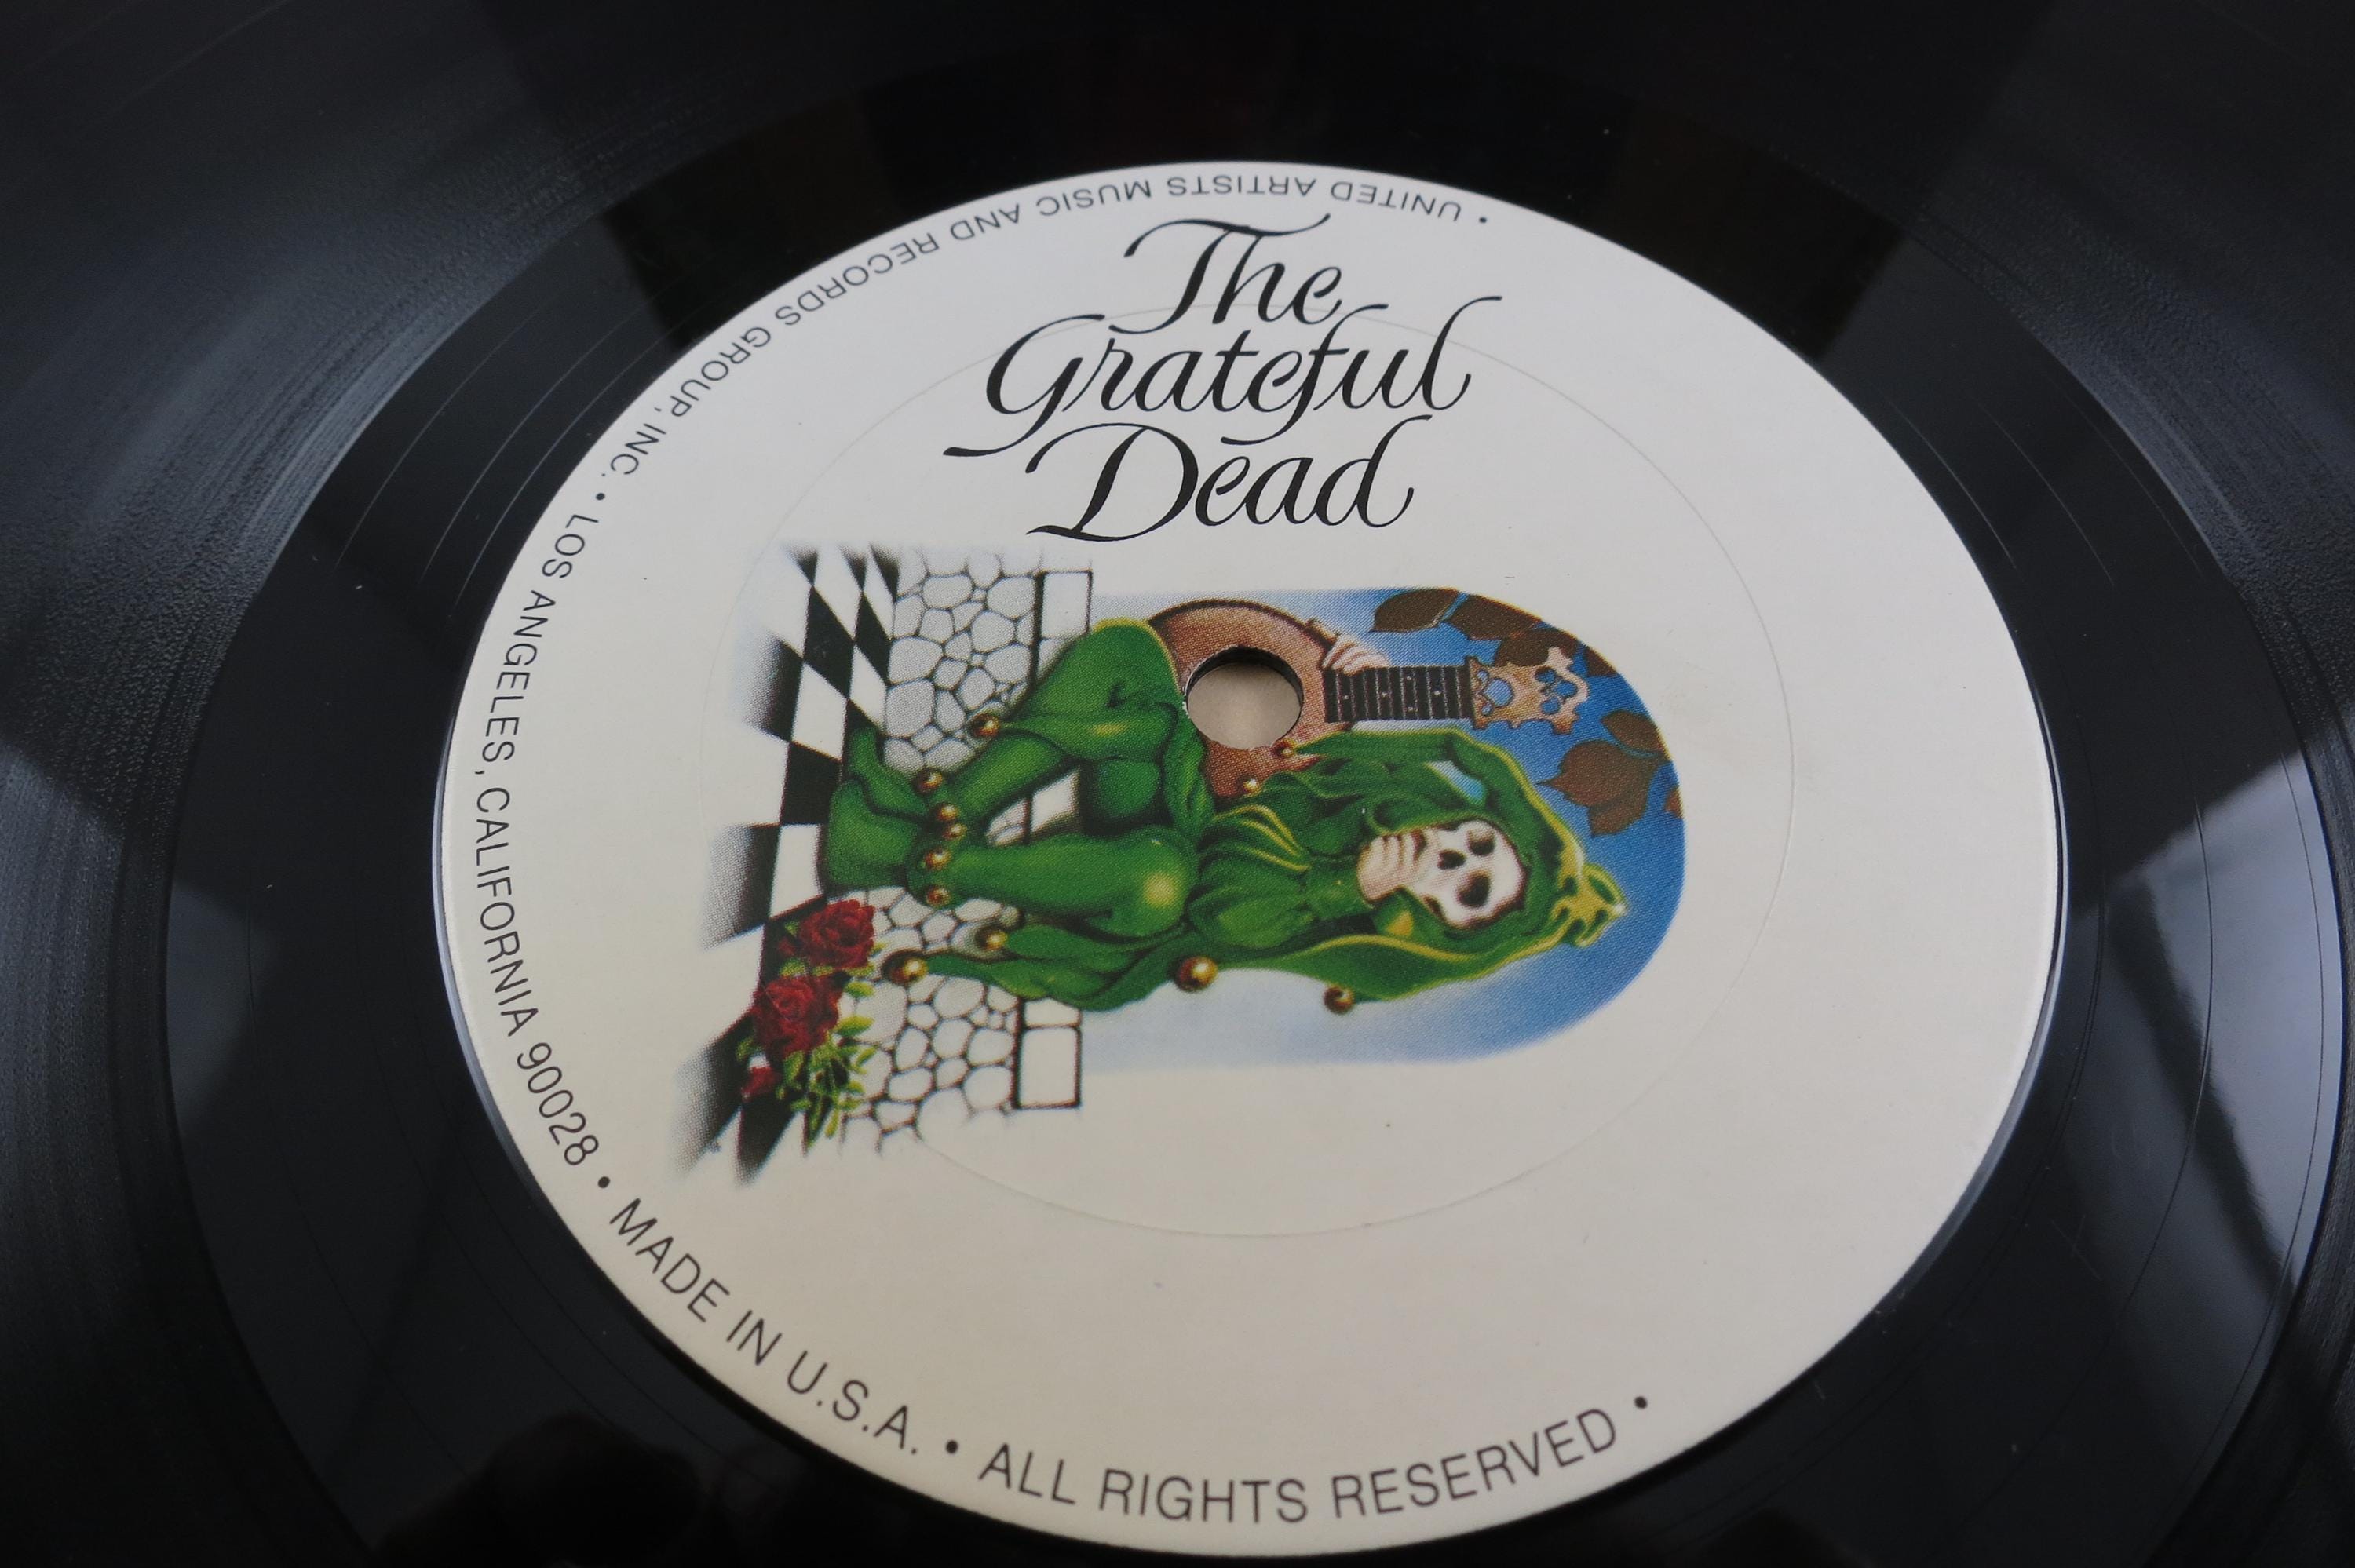 The
Grateful
Dead
• UNITED ARTISTS MUSIC AND RECORDS GROUP, INC. • LOS ANGELES, CALIFORNIA 90028 • MADE IN U.S.A. • ALL RIGHTS RESERVED •